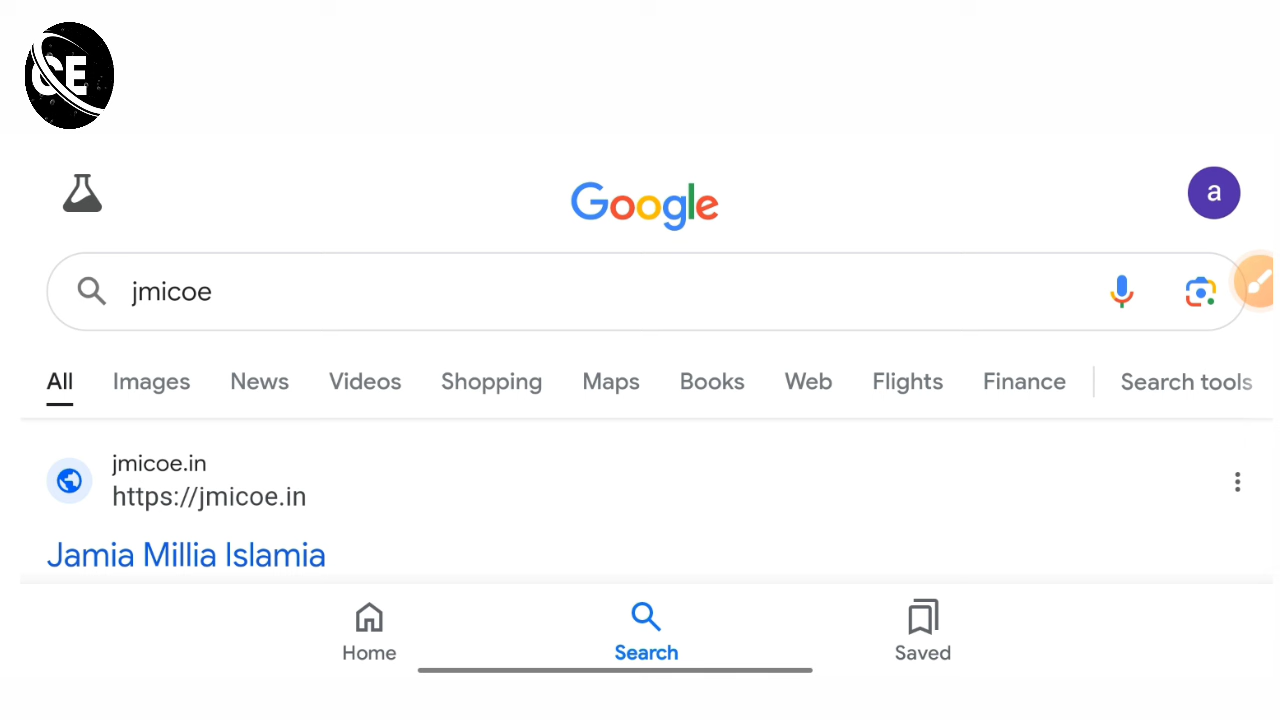 CE
Google
a
jmicoe
All Images News Videos Shopping Maps Books Web Flights Finance Search tools
jmicoe.in
https://jmicoe.in
Jamia Millia Islamia
Home Search Saved